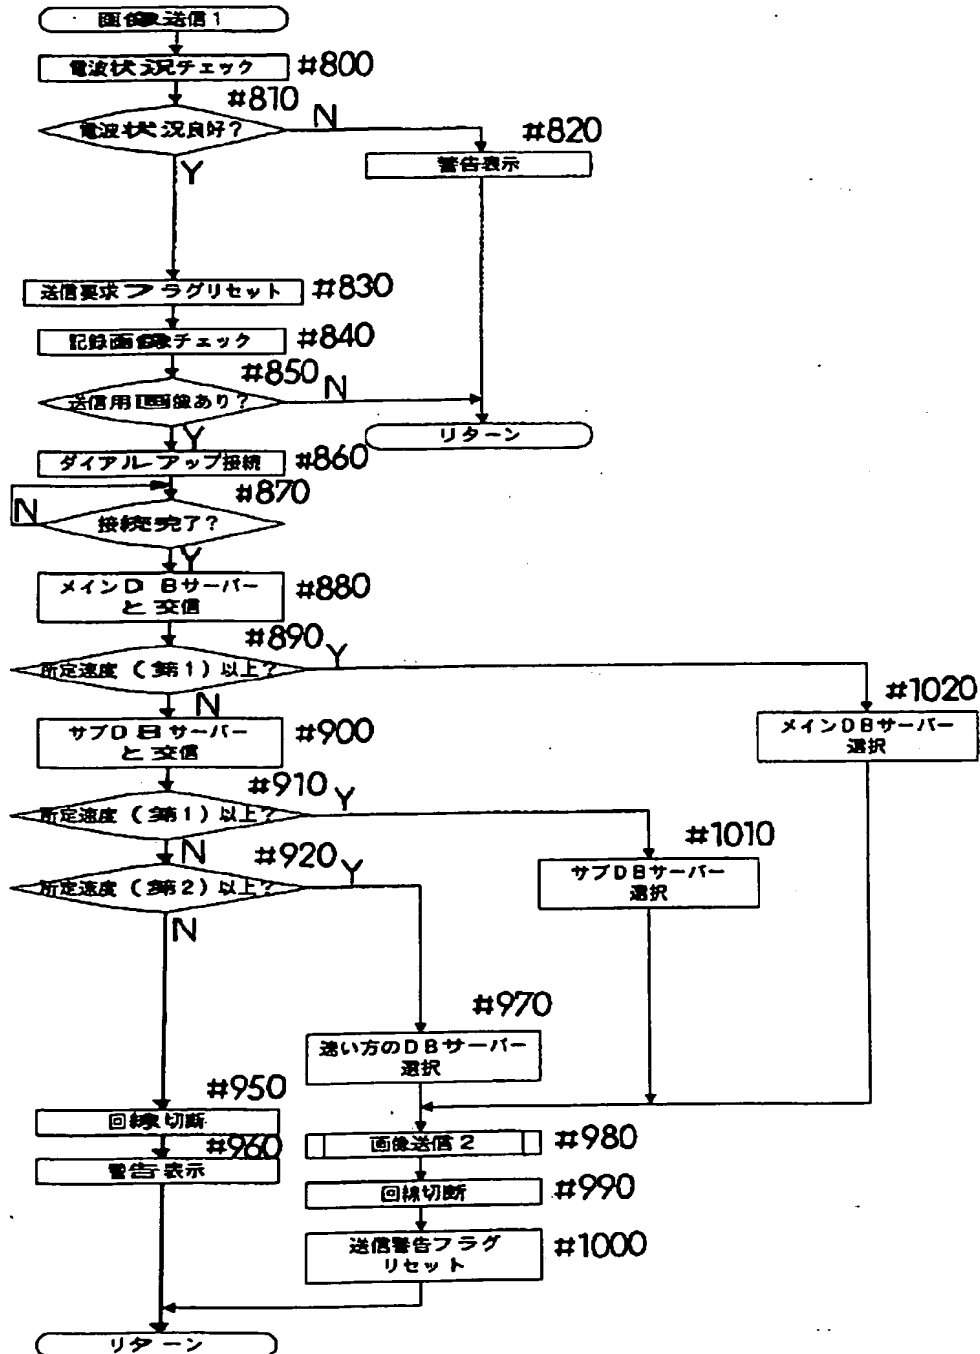 画像送信1
電波状況チェック
#800
#810
電波状況良好?
N
#820
警告表示
Y
送信要求フラグリセット
#830
記録画像チェック
#840
#850
送信用画像あり?
N
リターン
Y
ダイアルアップ接続
#860
#870
N
接続完了?
Y
メインDBサーバー
と交信
#880
#890
所定速度(第1)以上?
Y
N
#1020
メインDBサーバー
選択
サブDBサーバー
と交信
#900
#910
所定速度(第1)以上?
Y
N
#1010
サブDBサーバー
選択
#920
所定速度(第2)以上?
Y
N
#970
速い方のDBサーバー
選択
#950
回線切断
#960
警告表示
画像送信2
#980
回線切断
#990
送信警告フラグ
リセット
#1000
リターン